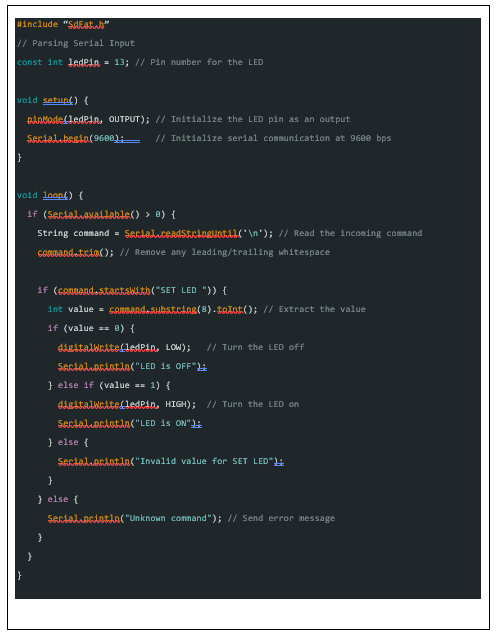 #include “SdFat.h”
// Parsing Serial Input
const int ledPin = 13; // Pin number for the LED
void setup() {
pinMode(ledPin, OUTPUT); // Initialize the LED pin as an output
Serial.begin(9600); // Initialize serial communication at 9600 bps
}
void loop() {
if (Serial.available() > 0) {
String command = Serial.readStringUntil('\n'); // Read the incoming command
command.trim(); // Remove any leading/trailing whitespace
if (command.startsWith("SET LED ")) {
int value = command.substring(8).toInt(); // Extract the value
if (value == 0) {
digitalWrite(ledPin, LOW); // Turn the LED off
Serial.println("LED is OFF");
} else if (value == 1) {
digitalWrite(ledPin, HIGH); // Turn the LED on
Serial.println("LED is ON");
} else {
Serial.println("Invalid value for SET LED");
}
} else {
Serial.println("Unknown command"); // Send error message
}
}
}